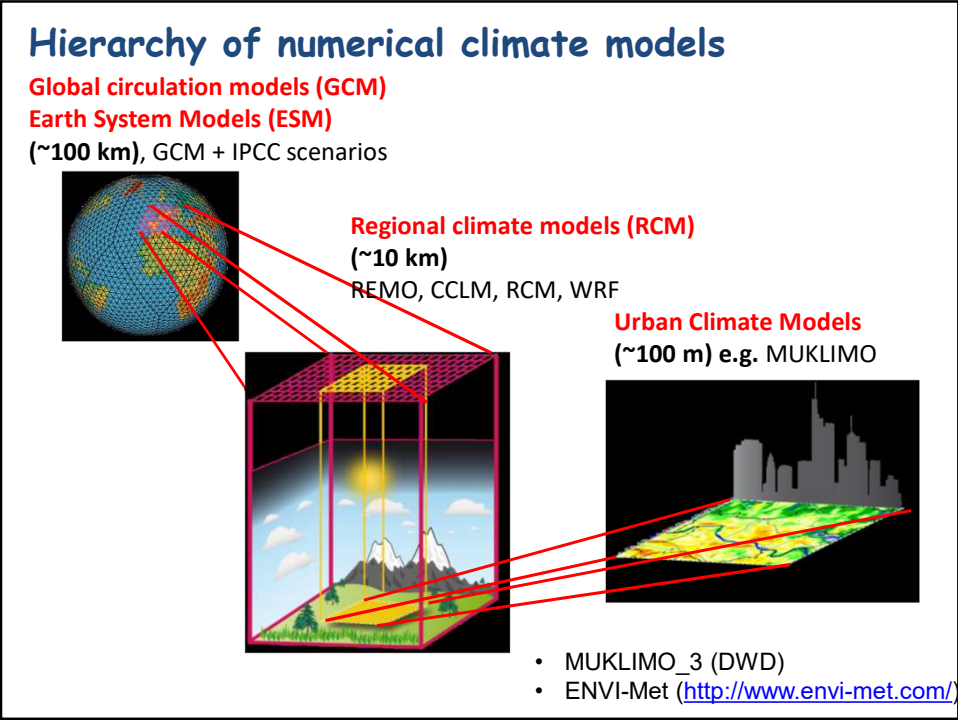 Hierarchy of numerical climate models
Global circulation models (GCM)
Earth System Models (ESM)
(~100 km), GCM + IPCC scenarios
Regional climate models (RCM)
(~10 km)
REMO, CCLM, RCM, WRF
Urban Climate Models
(~100 m) e.g. MUKLIMO
• MUKLIMO_3 (DWD)
• ENVI-Met (http://www.envi-met.com/)